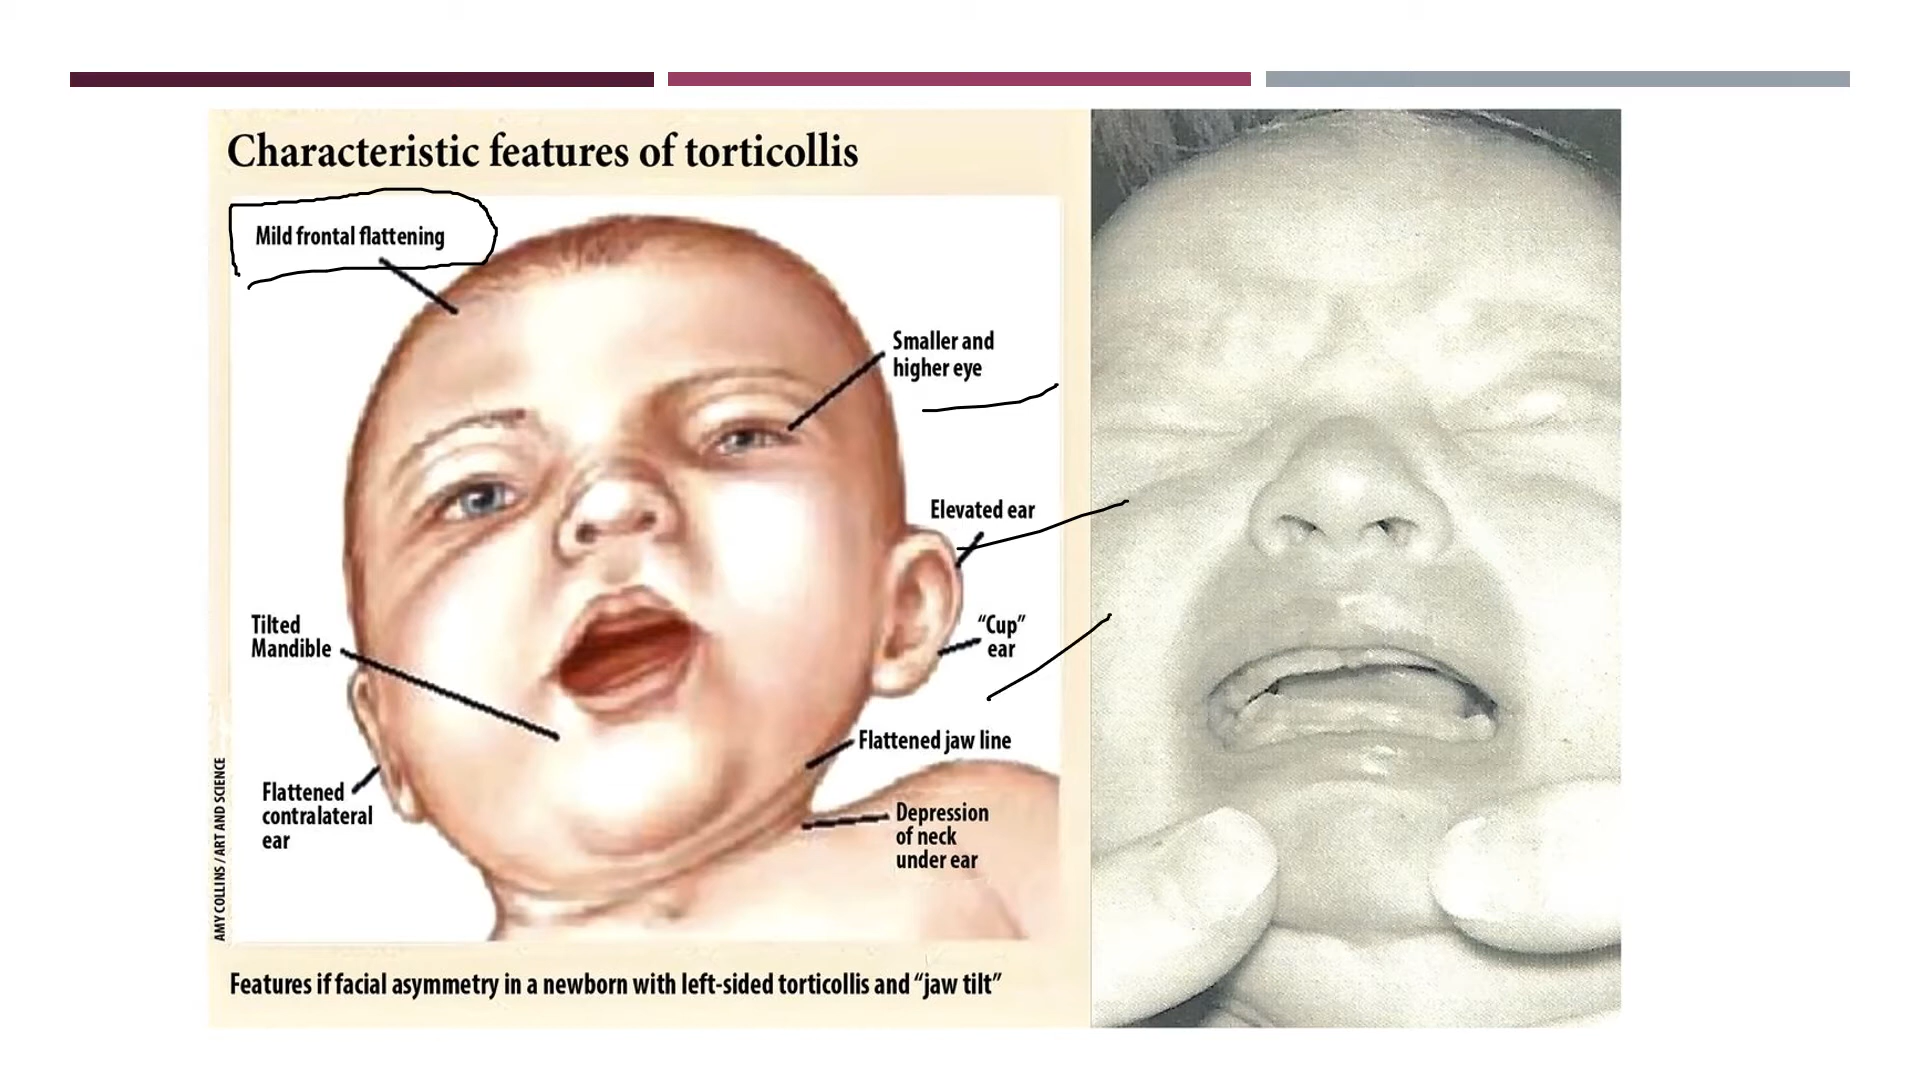 Characteristic features of torticollis
Mild frontal flattening
Smaller and
higher eye
Elevated ear
Tilted
Mandible
“Cup”
ear
Flattened jaw line
Flattened
contralateral
ear
Depression
of neck
under ear
AMY COLLINS / ART AND SCIENCE
Features if facial asymmetry in a newborn with left-sided torticollis and “jaw tilt”